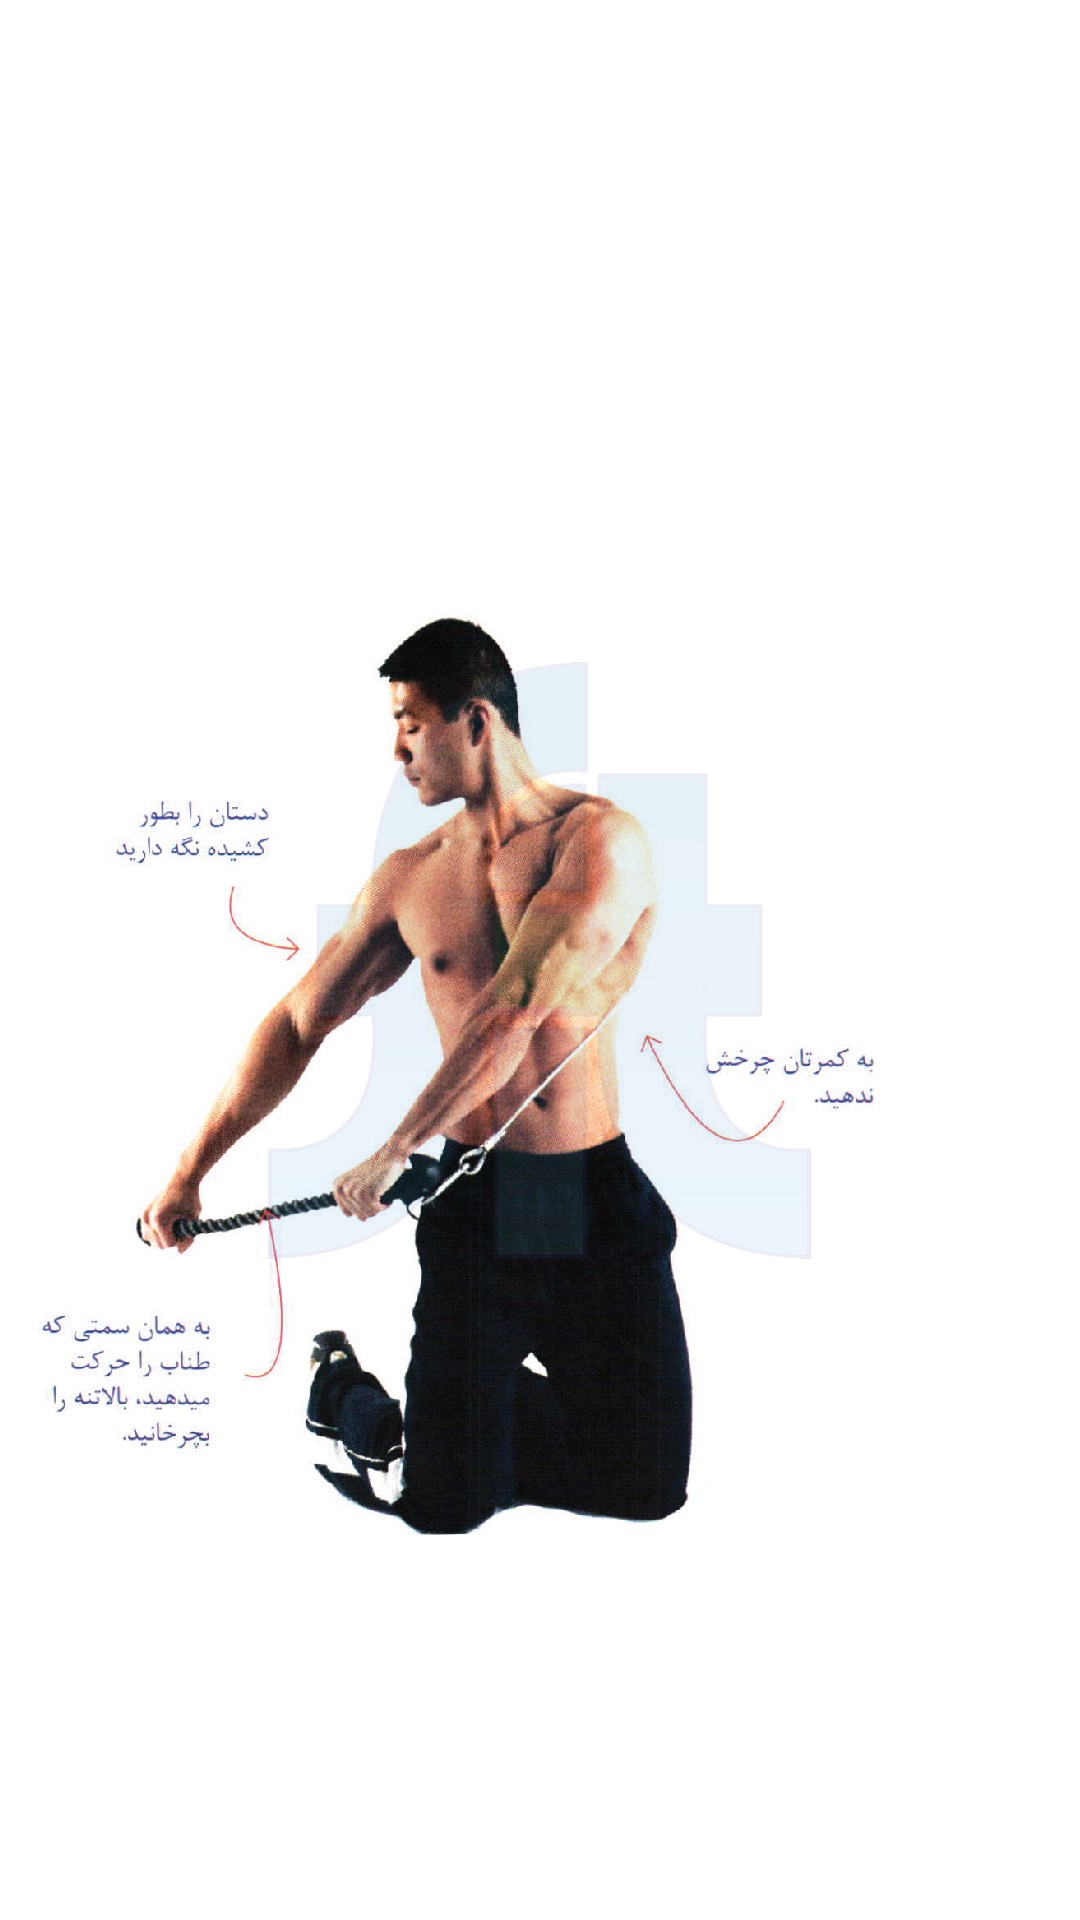 دستان را بطور
کشیده نگه دارید
به کمرتان چرخش
ندهید.
به همان سمتی که
طناب را حرکت
میدهید، بالاتنه را
بچرخانید.